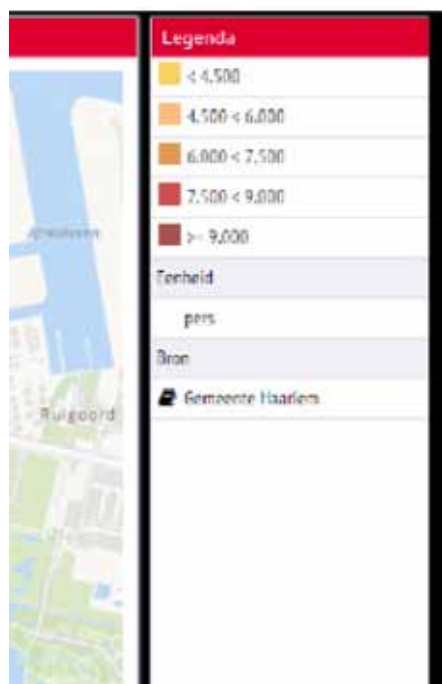 Legenda
< 4.500
4.500 < 6.000
6.000 < 7.500
7.500 < 9.000
>= 9.000
Eenheid
pers
Bron
Gemeente Haarlem
Ruigoord